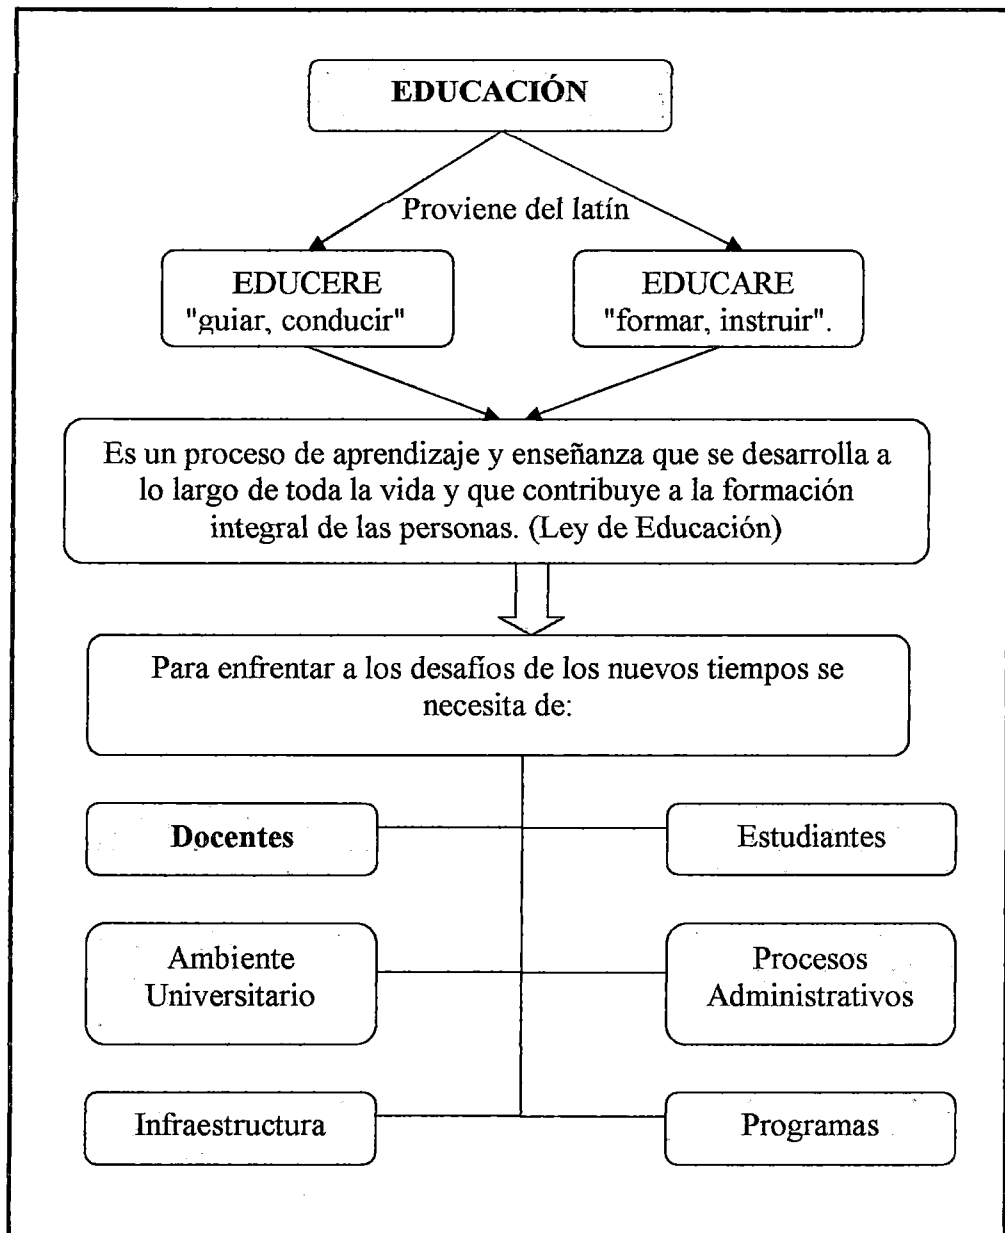 EDUCACIÓN
Proviene del latín
EDUCERE
"guiar, conducir"
EDUCARE
"formar, instruir".
Es un proceso de aprendizaje y enseñanza que se desarrolla a
lo largo de toda la vida y que contribuye a la formación
integral de las personas. (Ley de Educación)
Para enfrentar a los desafíos de los nuevos tiempos se
necesita de:
Docentes
Estudiantes
Ambiente
Universitario
Procesos
Administrativos
Infraestructura
Programas